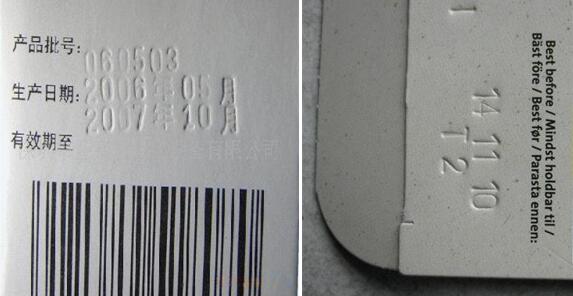 产品批号:
060503
生产日期:
2006年05月
2007年10月
有效期至
Best before / Mindst holdbar til /
Bäst före / Best før / Parasta ennen:
14 11 10
T 2